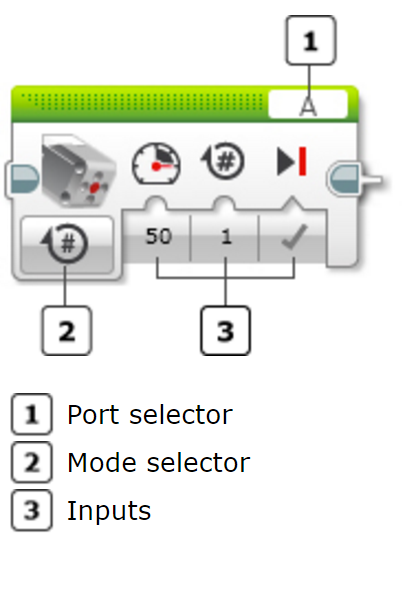 1
A
#
50 1
#
2 3
1 Port selector
2 Mode selector
3 Inputs